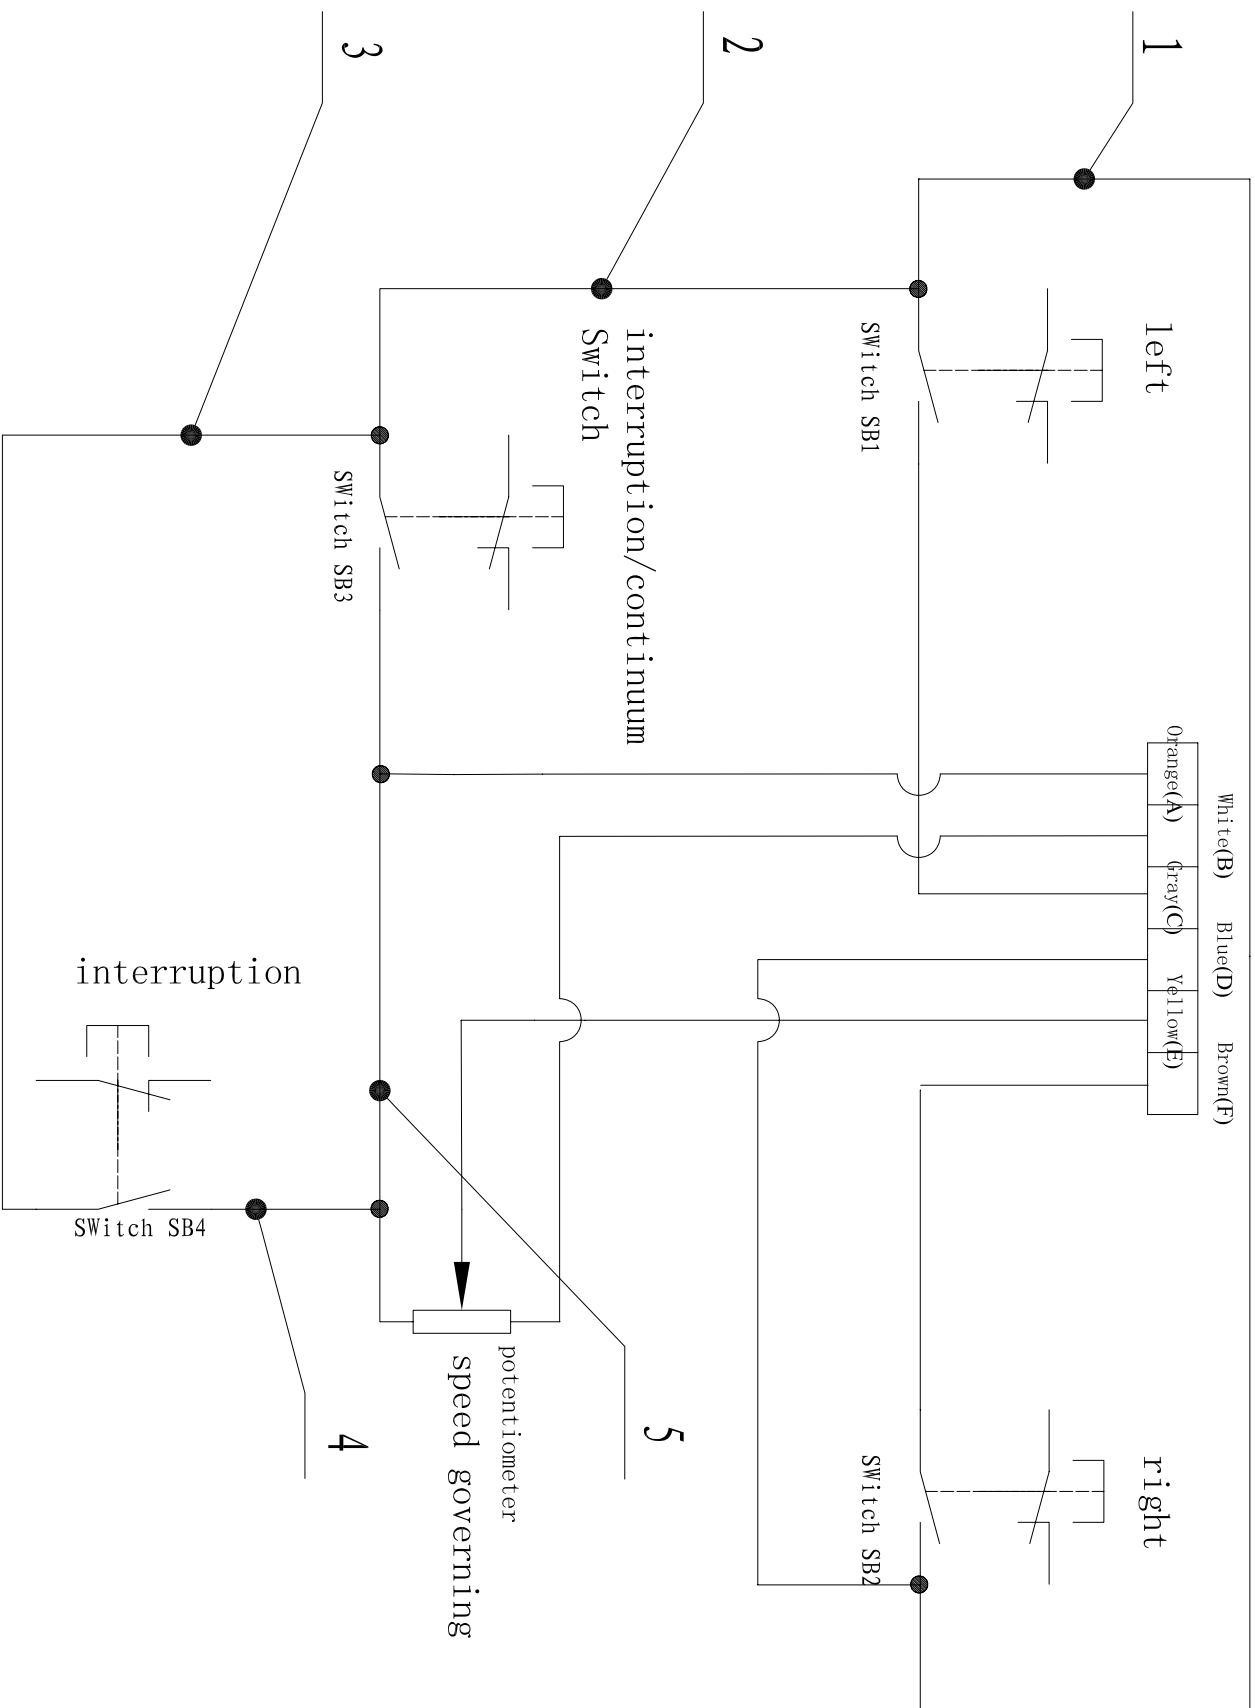 1
2
3
left
SWitch SB1
interruption/continuum
Switch
SWitch SB3
Orange(A)
White(B)
Gray(C)
Blue(D)
Yellow(E)
Brown(F)
interruption
SWitch SB4
potentiometer
speed governing
4
5
right
SWitch SB2